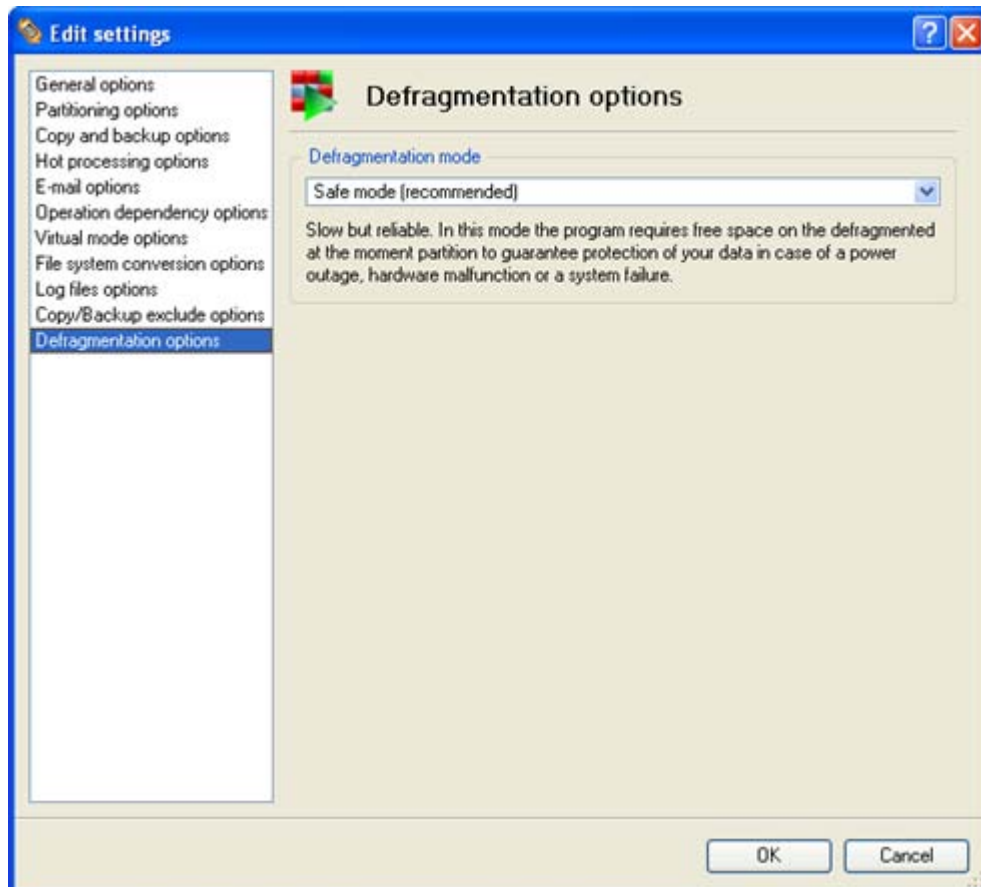 Edit settings
General options
Partitioning options
Copy and backup options
Hot processing options
E-mail options
Operation dependency options
Virtual mode options
File system conversion options
Log files options
Copy/Backup exclude options
Defragmentation options
Defragmentation options
Defragmentation mode
Safe mode (recommended)
Slow but reliable. In this mode the program requires free space on the defragmented
at the moment partition to guarantee protection of your data in case of a power
outage, hardware malfunction or a system failure.
OK
Cancel